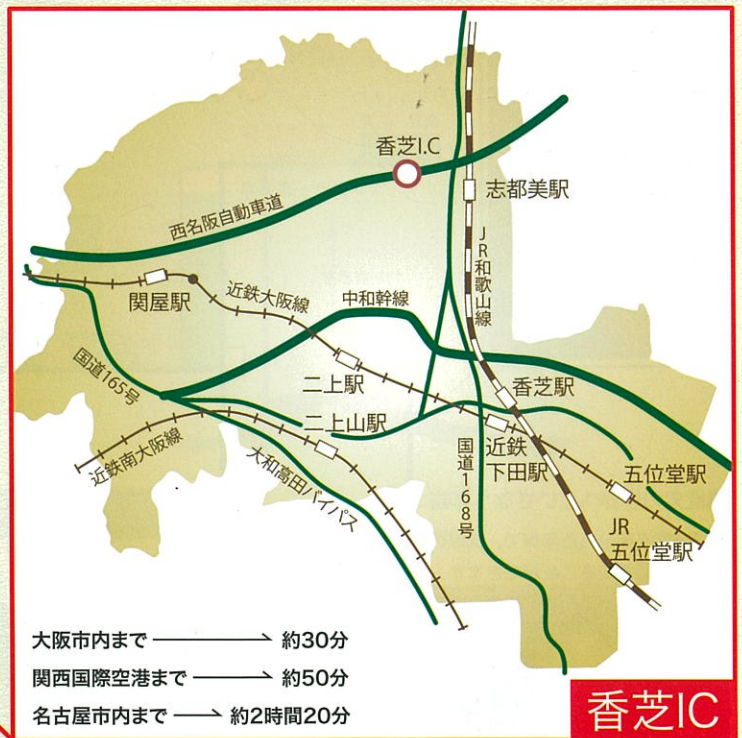 香芝I.C
志都美駅
西名阪自動車道
JR和歌山線
関屋駅
近鉄大阪線
中和幹線
国道165号
二上駅
香芝駅
二上山駅
近鉄
下田駅
近鉄南大阪線
大和高田バイパス
国道168号
五位堂駅
JR
五位堂駅
大阪市内まで 約30分
関西国際空港まで 約50分
名古屋市内まで 約2時間20分
香芝IC